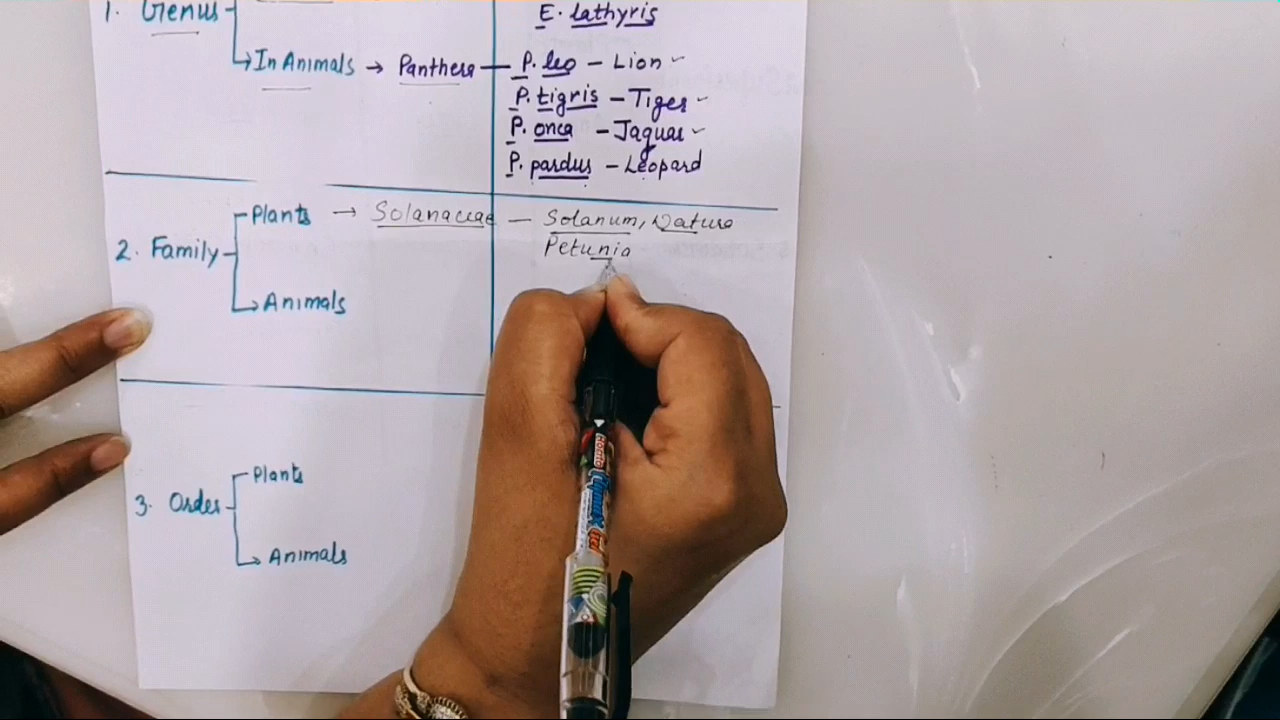 E. lathyris
1. Genus
In Animals → Panthera — P. leo – Lion
P. tigris – Tiger
P. onca – Jaguar
P. pardus – Leopard
Plants → Solanaceae — Solanum, Datura
Petunia
2. Family
Animals
Plants
3. Order
Animals